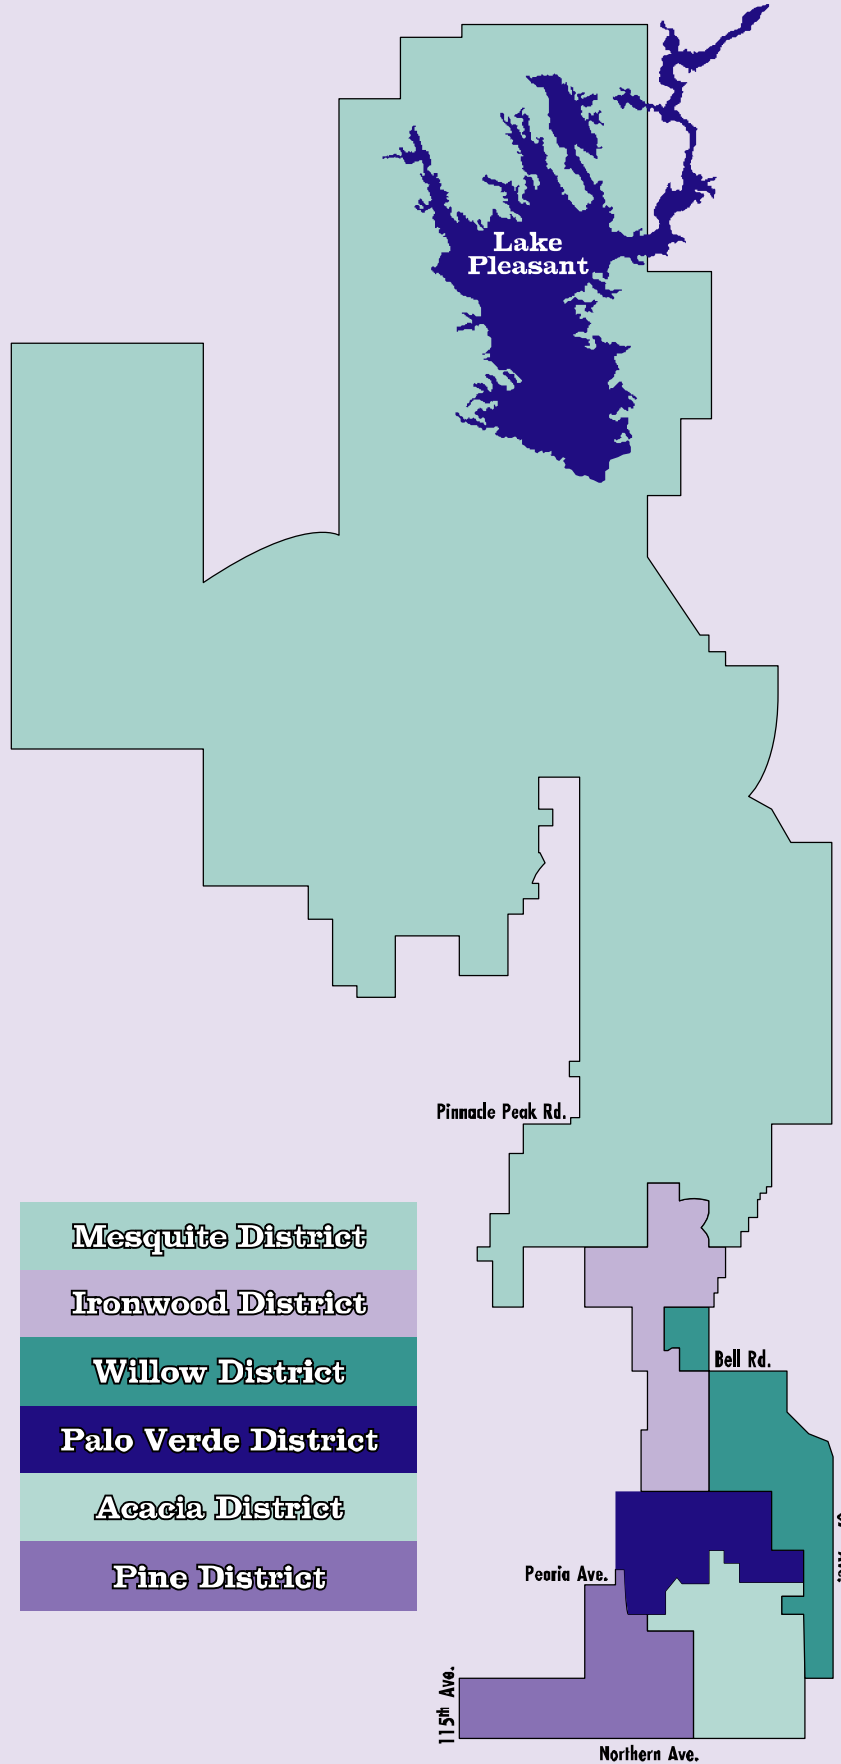 Lake
Pleasant
Pinnacle Peak Rd.
Mesquite District
Ironwood District
Willow District
Palo Verde District
Acacia District
Pine District
Bell Rd.
Peoria Ave.
115th Ave.
Northern Ave.